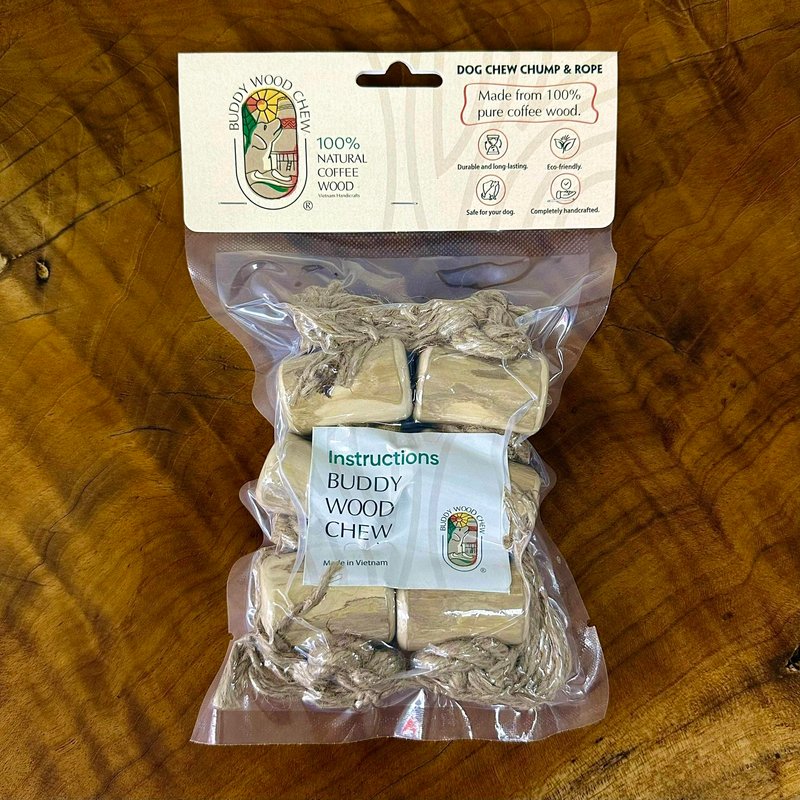 BUDDY WOOD CHEW
100%
NATURAL
COFFEE
WOOD
Vietnam Handicrafts
®
DOG CHEW CHUMP & ROPE
Made from 100%
pure coffee wood.
Durable and long-lasting.
Eco-friendly.
Safe for your dog.
Completely handcrafted.
Instructions
BUDDY
WOOD
CHEW
Made in Vietnam
BUDDY WOOD CHEW
®